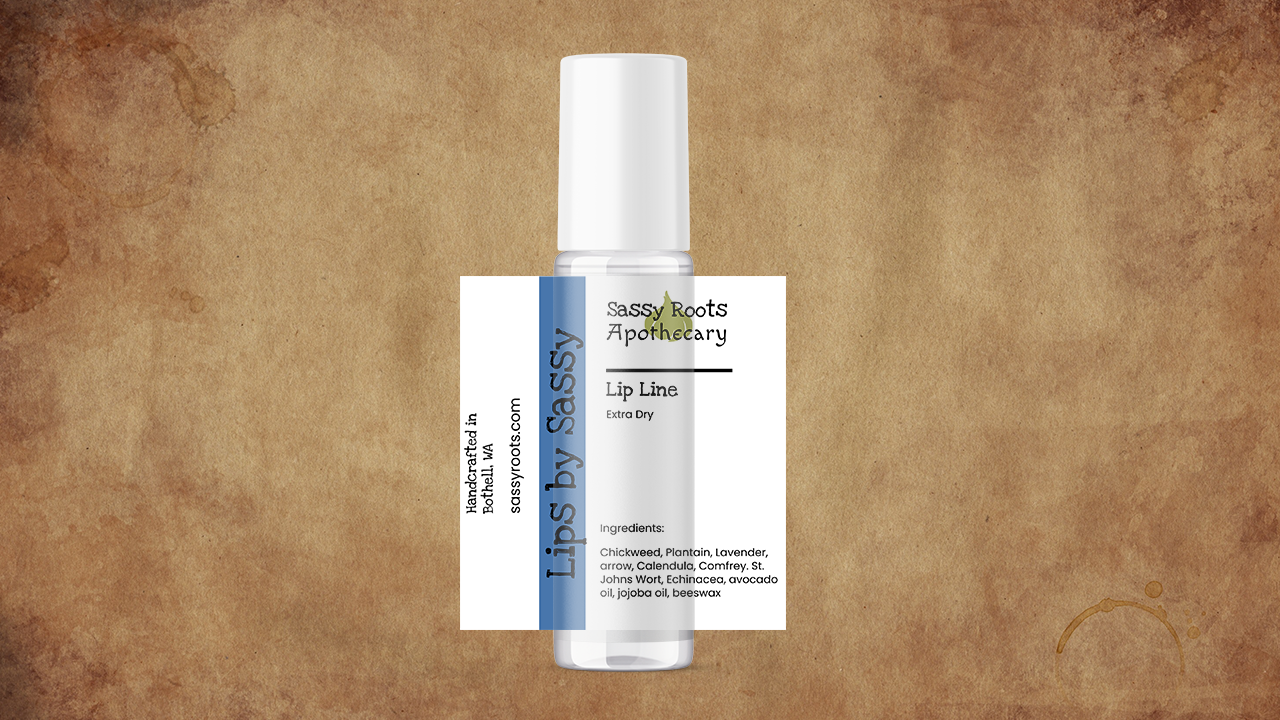 Handcrafted in
Bothell, WA
sassyroots.com
Lips by Sassy
Sassy Roots
Apothecary
Lip Line
Extra Dry
Ingredients:
Chickweed, Plantain, Lavender,
arrow, Calendula, Comfrey. St.
Johns Wort, Echinacea, avocado
oil, jojoba oil, beeswax